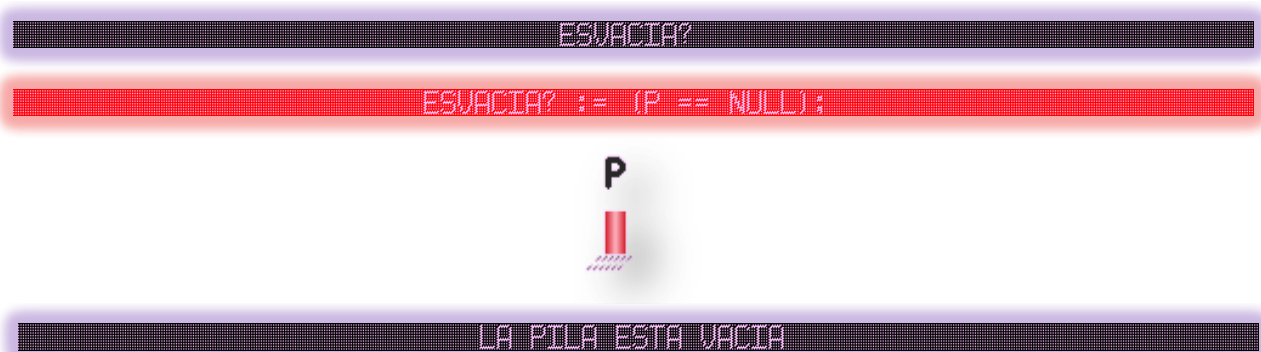 ESVACIA?
ESVACIA? := (P == NULL);
P
LA PILA ESTA VACIA